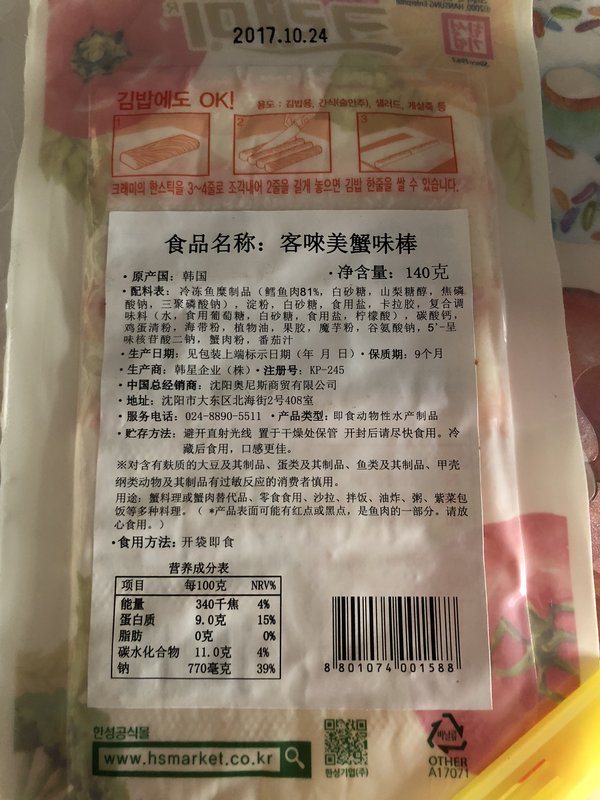 2017.10.24
김밥에도 OK!
용도 : 김밥용, 간식(술안주), 샐러드, 게살죽 등
1
2
3
크래미의 한스틱을 3~4줄로 조각내어 2줄을 길게 놓으면 김밥 한줄을 쌀 수 있습니다.
食品名称：客唻美蟹味棒
·原产国：韩国 ·净含量：140克
·配料表：冷冻鱼糜制品（鳕鱼肉81%，白砂糖，山梨糖醇，焦磷
酸钠，三聚磷酸钠），淀粉，白砂糖，食用盐，卡拉胶，复合调
味料（水，食用葡萄糖，白砂糖，食用盐，柠檬酸），碳酸钙，
鸡蛋清粉，海带粉，植物油，果胶，魔芋粉，谷氨酸钠，5'-呈
味核苷酸二钠，蟹肉粉，番茄汁
·生产日期：见包装上端标示日期（年 月 日）·保质期：9个月
·生产商：韩星企业（株）·注册号：KP-245
·中国总经销商：沈阳奥尼斯商贸有限公司
·地址：沈阳市大东区北海街2号408室
·服务电话：024-8890-5511 ·产品类型：即食动物性水产制品
·贮存方法：避开直射光线 置于干燥处保管 开封后请尽快食用。冷
藏后食用，口感更佳。
※对含有麸质的大豆及其制品、蛋类及其制品、鱼类及其制品、甲壳
纲类动物及其制品有过敏反应的消费者慎用。
用途：蟹料理或蟹肉替代品、零食食用、沙拉、拌饭、油炸、粥、紫菜包
饭等多种料理。（ *产品表面可能有红点或黑点，是鱼肉的一部分。请放
心食用。）
·食用方法：开袋即食
营养成分表
项目 每100克 NRV%
能量 340千焦 4%
蛋白质 9.0克 15%
脂肪 0克 0%
碳水化合物 11.0克 4%
钠 770毫克 39%
8 801074 001588
한성공식몰
www.hsmarket.co.kr
한성기업(주)
비닐류
OTHER
A17071